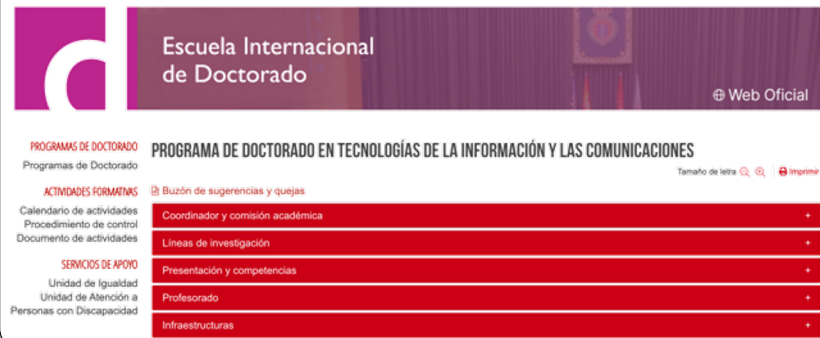 Escuela Internacional
de Doctorado
Web Oficial
PROGRAMAS DE DOCTORADO
Programas de Doctorado
ACTIVIDADES FORMATIVAS
Calendario de actividades
Procedimiento de control
Documento de actividades
SERVICIOS DE APOYO
Unidad de Igualdad
Unidad de Atención a
Personas con Discapacidad
PROGRAMA DE DOCTORADO EN TECNOLOGÍAS DE LA INFORMACIÓN Y LAS COMUNICACIONES
Tamaño de letra Imprimir
Buzón de sugerencias y quejas
Coordinador y comisión académica +
Líneas de investigación +
Presentación y competencias +
Profesorado +
Infraestructuras +